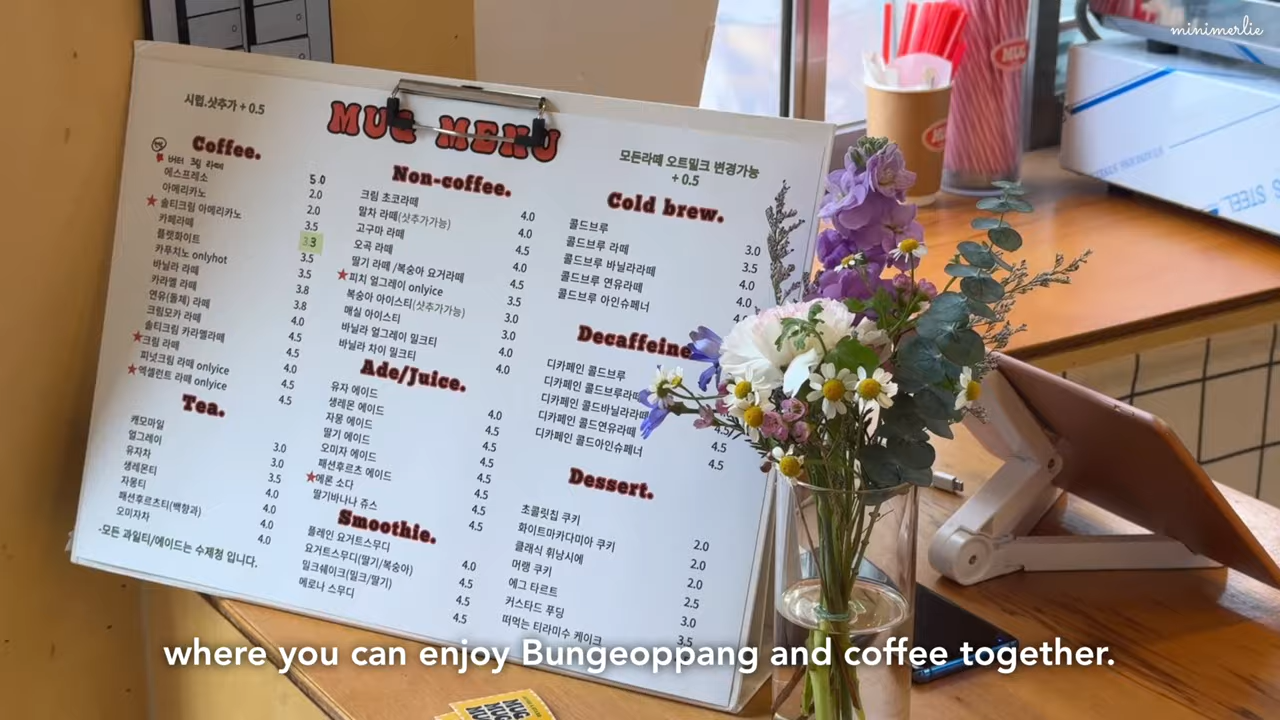 minimerlie
시럽.샷추가 + 0.5
MUG MENU
모든라떼 오트밀크 변경가능
+ 0.5
Coffee.
버터 크림 라떼 5.0
에스프레소 2.0
아메리카노 2.0
솔티크림 아메리카노 3.5
카페라떼 3.3
플랫화이트 3.5
카푸치노 onlyhot 3.5
바닐라 라떼 3.8
카라멜 라떼 3.8
연유(돌체) 라떼 4.0
크림모카 라떼 4.5
솔티크림 카라멜라떼 4.5
크림 라떼 4.0
피넛크림 라떼 onlyice 4.5
엑셀런트 라떼 onlyice 4.5
Tea.
캐모마일 3.0
얼그레이 3.0
유자차 3.5
생레몬티 4.0
자몽티 4.0
패션후르츠티(백향과) 4.0
오미자차 4.0
-모든 과일티/에이드는 수제청 입니다.
Non-coffee.
크림 초코라떼 4.0
말차 라떼(샷추가가능) 4.0
고구마 라떼 4.5
오곡 라떼 4.0
딸기 라떼 /복숭아 요거라떼 4.5
피치 얼그레이 onlyice 3.5
복숭아 아이스티(샷추가가능) 3.0
매실 아이스티 3.0
바닐라 얼그레이 밀크티 4.0
바닐라 차이 밀크티 4.0
Ade/Juice.
유자 에이드 4.0
생레몬 에이드 4.5
자몽 에이드 4.5
딸기 에이드 4.5
오미자 에이드 4.5
패션후르츠 에이드 4.5
메론 소다 4.5
딸기바나나 쥬스 4.5
Smoothie.
플레인 요거트스무디 4.0
요거트스무디(딸기/복숭아) 4.5
밀크쉐이크(밀크/딸기) 4.5
메로나 스무디 4.5
Cold brew.
콜드브루 3.0
콜드브루 라떼 3.5
콜드브루 바닐라라떼 4.0
콜드브루 연유라떼 4.0
콜드브루 아인슈페너
Decaffeine
디카페인 콜드브루
디카페인 콜드브루라떼
디카페인 콜드바닐라라떼
디카페인 콜드연유라떼 4.5
디카페인 콜드아인슈페너 4.5
Dessert.
초콜릿칩 쿠키 2.0
화이트마카다미아 쿠키 2.0
클래식 휘낭시에 2.0
머랭 쿠키 2.5
에그 타르트 3.0
커스타드 푸딩 3.5
떠먹는 티라미수 케이크
MUG
MUG
STEEL
MUG
MUG
where you can enjoy Bungeoppang and coffee together.